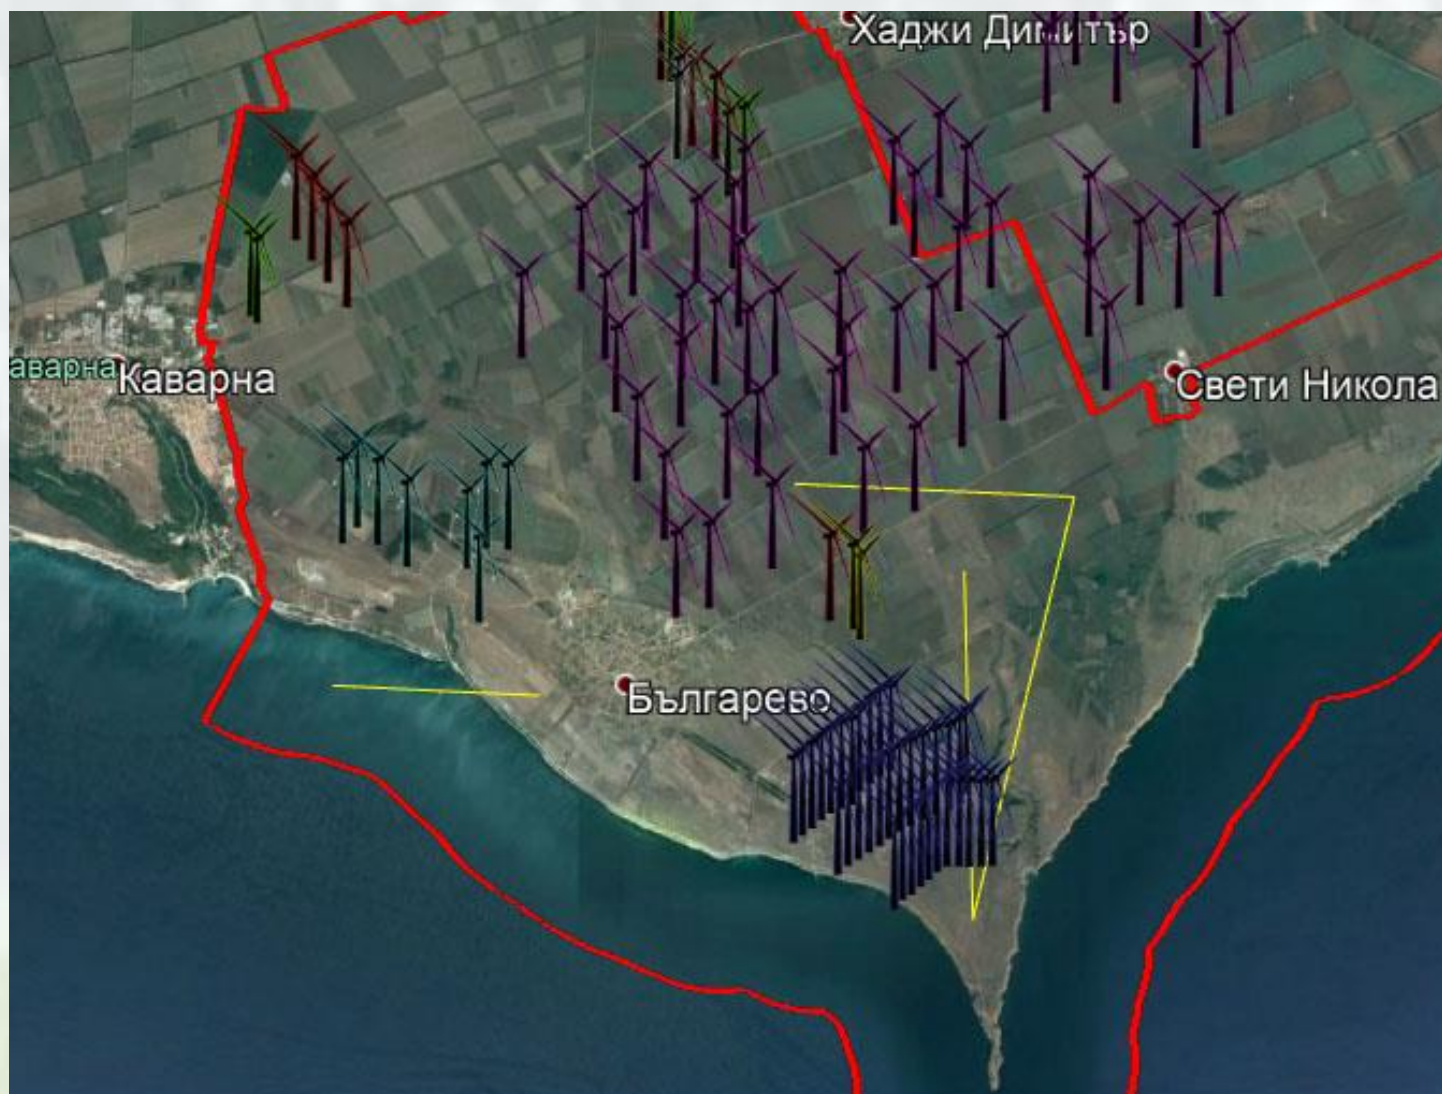 Хаджи Димитър
аварна
Каварна
Свети Никола
Българево